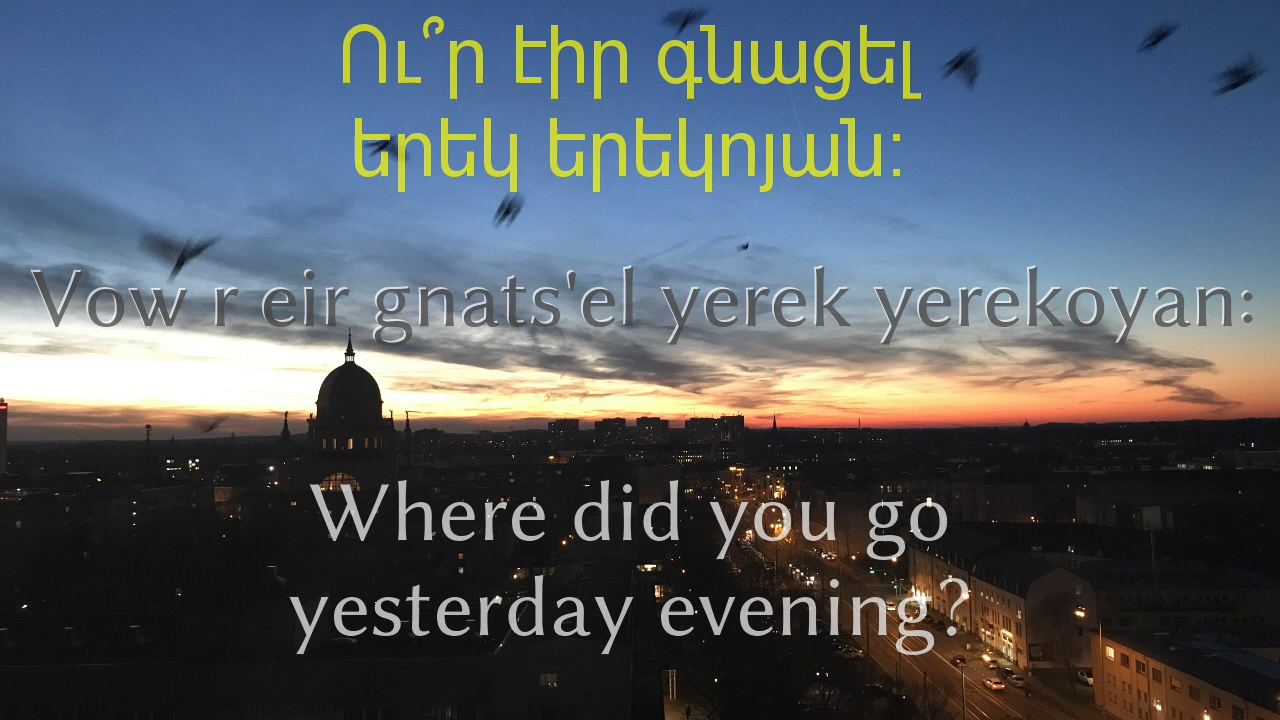 Ու՞ր էիր գնացել
երեկ երեկոյան:
Vow r eir gnats'el yerek yerekoyan:
Where did you go
yesterday evening?